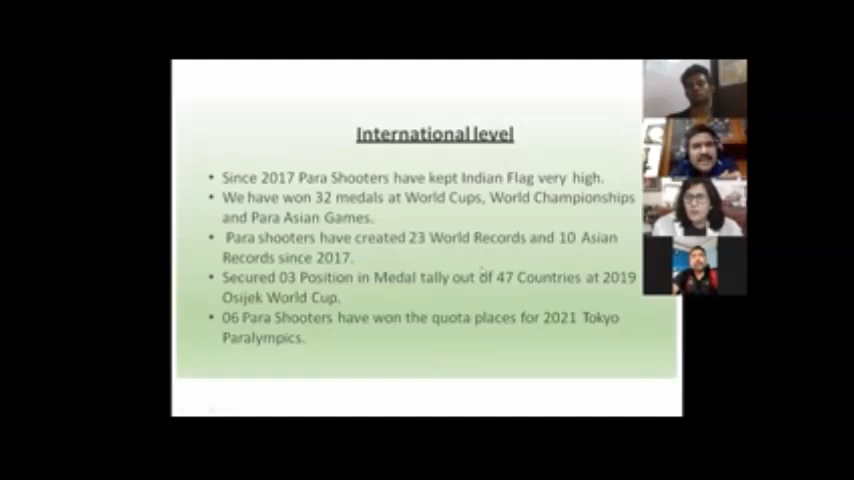 International level
• Since 2017 Para Shooters have kept Indian Flag very high.
• We have won 32 medals at World Cups, World Championships
and Para Asian Games.
• Para shooters have created 23 World Records and 10 Asian
Records since 2017.
• Secured 03 Position in Medal tally out of 47 Countries at 2019
Osijek World Cup.
• 06 Para Shooters have won the quota places for 2021 Tokyo
Paralympics.